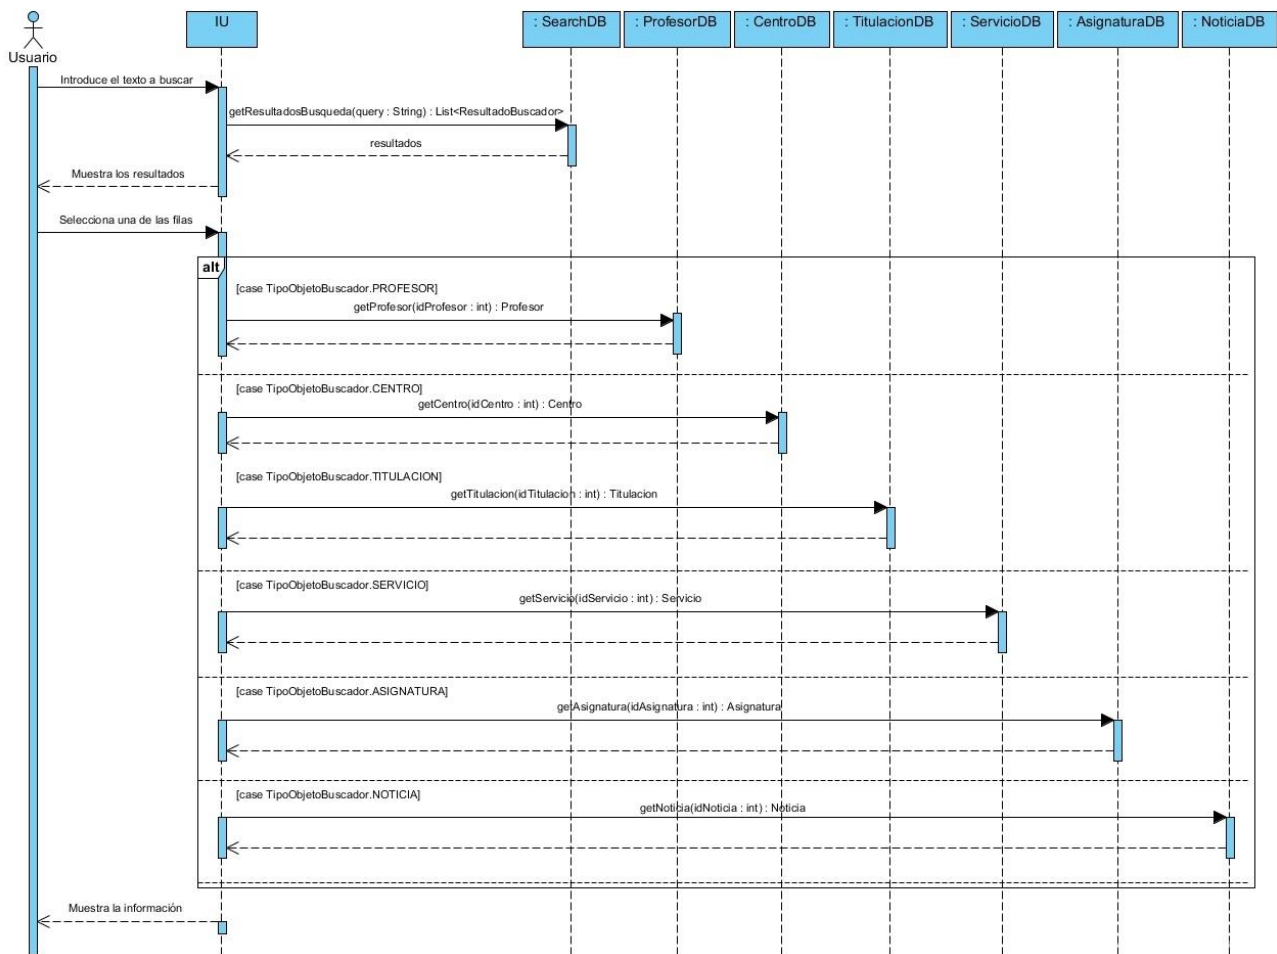 Usuario
IU
: SearchDB
: ProfesorDB
: CentroDB
: TitulacionDB
: ServicioDB
: AsignaturaDB
: NoticiaDB
Introduce el texto a buscar
getResultadosBusqueda(query : String) : List<ResultadoBuscador>
resultados
Muestra los resultados
Selecciona una de las filas
alt
[case TipoObjetoBuscador.PROFESOR]
getProfesor(idProfesor : int) : Profesor
[case TipoObjetoBuscador.CENTRO]
getCentro(idCentro : int) : Centro
[case TipoObjetoBuscador.TITULACION]
getTitulacion(idTitulacion : int) : Titulacion
[case TipoObjetoBuscador.SERVICIO]
getServicio(idServicio : int) : Servicio
[case TipoObjetoBuscador.ASIGNATURA]
getAsignatura(idAsignatura : int) : Asignatura
[case TipoObjetoBuscador.NOTICIA]
getNoticia(idNoticia : int) : Noticia
Muestra la información